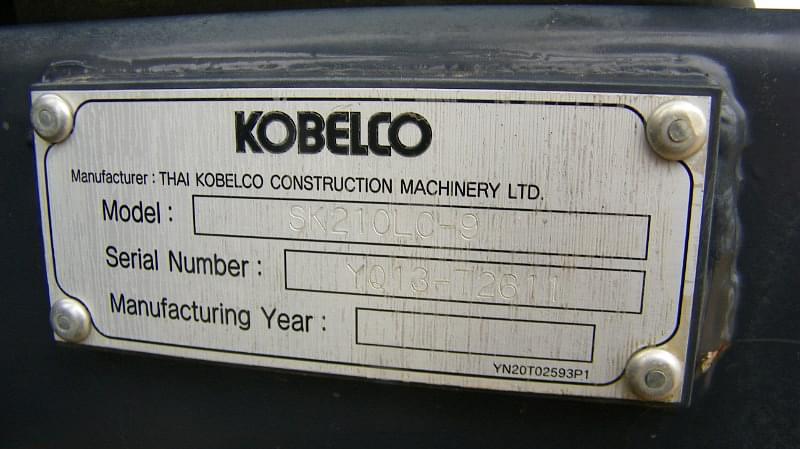 KOBELCO
Manufacturer : THAI KOBELCO CONSTRUCTION MACHINERY LTD.
Model : SK210LC-9
Serial Number : YQ13-T2611
Manufacturing Year :
YN20T02593P1